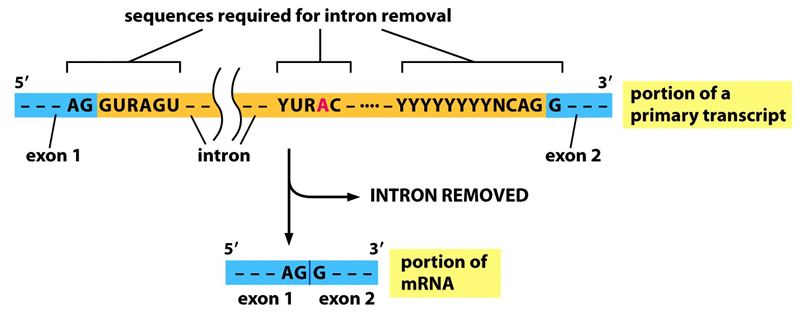 sequences required for intron removal
5′
3′
– – – AG GURAGU – –
– – YURAC – ···· – YYYYYYYYNCAG G – – –
portion of a
primary transcript
exon 1
intron
exon 2
INTRON REMOVED
5′
3′
– – – AG G – – –
portion of
mRNA
exon 1
exon 2